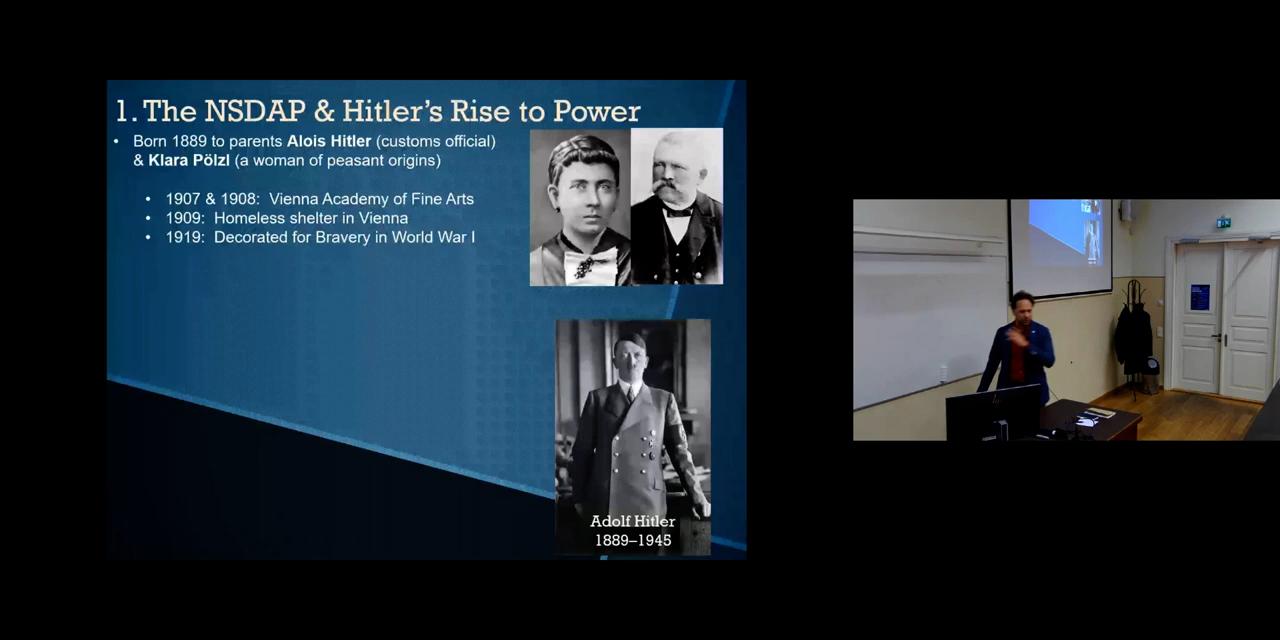 1. The NSDAP & Hitler's Rise to Power
• Born 1889 to parents Alois Hitler (customs official)
& Klara Pölzl (a woman of peasant origins)
• 1907 & 1908: Vienna Academy of Fine Arts
• 1909: Homeless shelter in Vienna
• 1919: Decorated for Bravery in World War I
Adolf Hitler
1889–1945